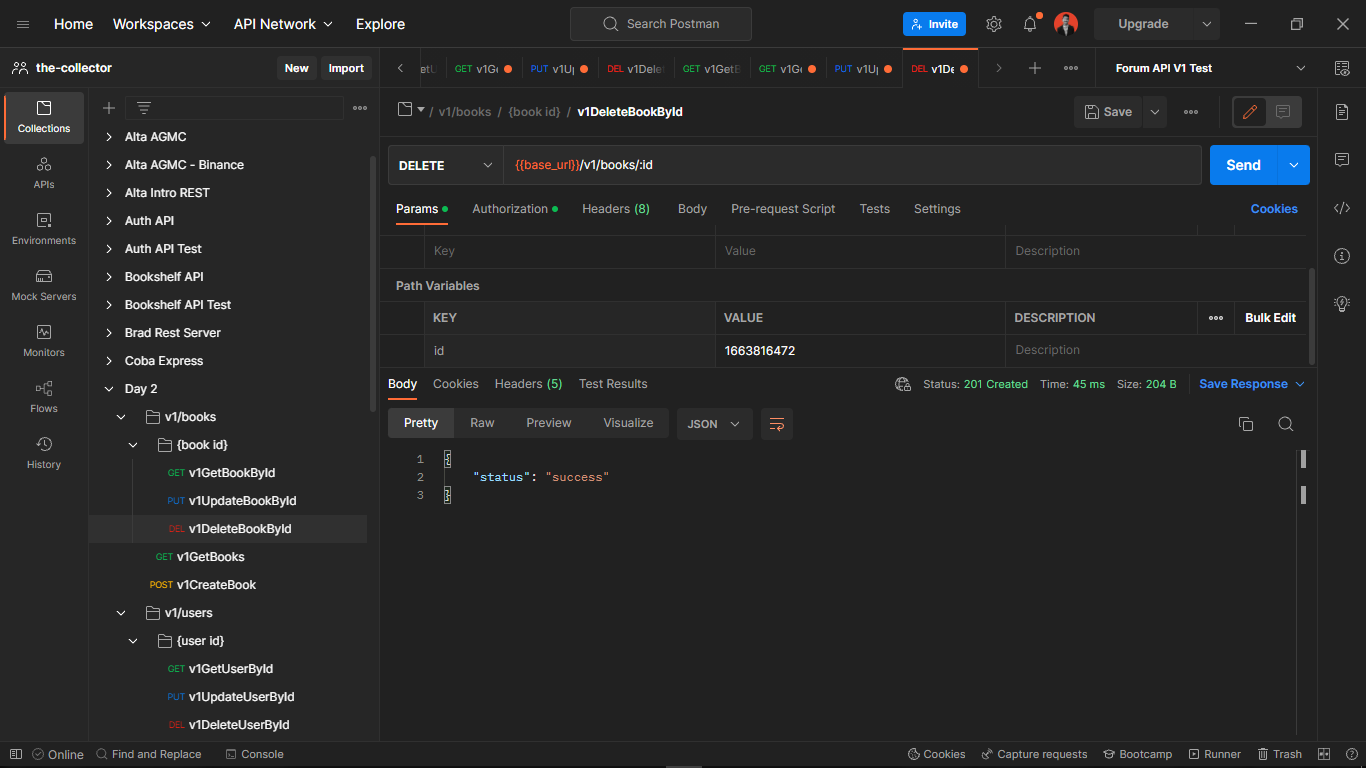 Home Workspaces API Network Explore Search Postman Invite Upgrade
the-collector New Import
GET v1G PUT v1U DEL v1Dele GET v1GetB GET v1G PUT v1U DEL v1De Forum API V1 Test
Collections
APIs
Environments
Mock Servers
Monitors
Flows
History
Alta AGMC
Alta AGMC - Binance
Alta Intro REST
Auth API
Auth API Test
Bookshelf API
Bookshelf API Test
Brad Rest Server
Coba Express
Day 2
v1/books
{book id}
GET v1GetBookById
PUT v1UpdateBookById
DEL v1DeleteBookById
GET v1GetBooks
POST v1CreateBook
v1/users
{user id}
GET v1GetUserById
PUT v1UpdateUserById
DEL v1DeleteUserById
/ v1/books / {book id} / v1DeleteBookById Save
DELETE {{base_url}}/v1/books/:id Send
Params Authorization Headers (8) Body Pre-request Script Tests Settings Cookies
Key Value Description
Path Variables
KEY VALUE DESCRIPTION Bulk Edit
id 1663816472 Description
Body Cookies Headers (5) Test Results Status: 201 Created Time: 45 ms Size: 204 B Save Response
Pretty Raw Preview Visualize JSON
1 {
2 "status": "success"
3 }
Online Find and Replace Console Cookies Capture requests Bootcamp Runner Trash